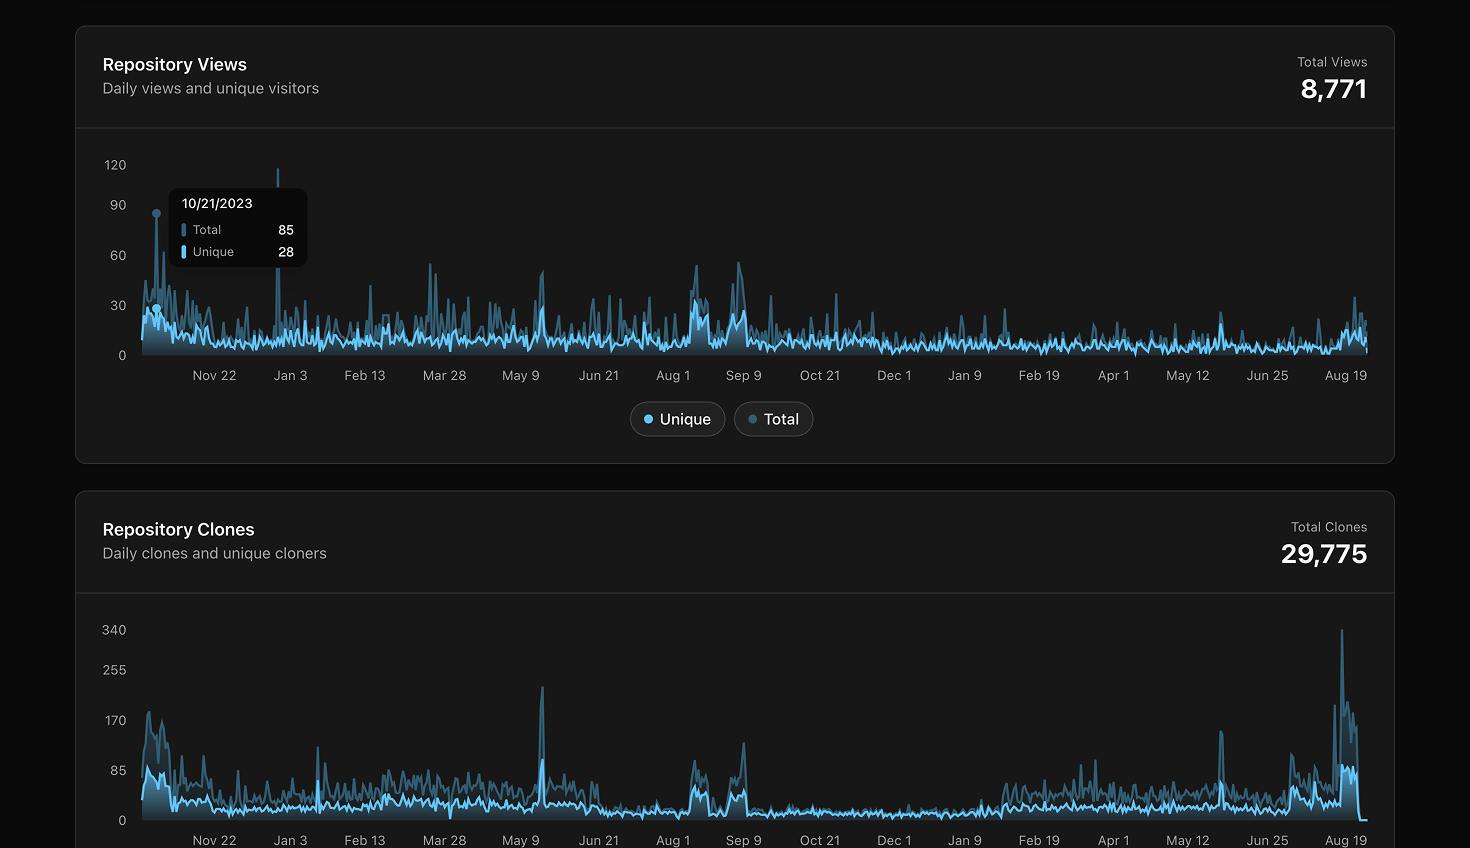 Repository Views
Daily views and unique visitors
Total Views
8,771
120
90
60
30
0
10/21/2023
Total 85
Unique 28
Nov 22 Jan 3 Feb 13 Mar 28 May 9 Jun 21 Aug 1 Sep 9 Oct 21 Dec 1 Jan 9 Feb 19 Apr 1 May 12 Jun 25 Aug 19
Unique Total
Repository Clones
Daily clones and unique cloners
Total Clones
29,775
340
255
170
85
0
Nov 22 Jan 3 Feb 13 Mar 28 May 9 Jun 21 Aug 1 Sep 9 Oct 21 Dec 1 Jan 9 Feb 19 Apr 1 May 12 Jun 25 Aug 19